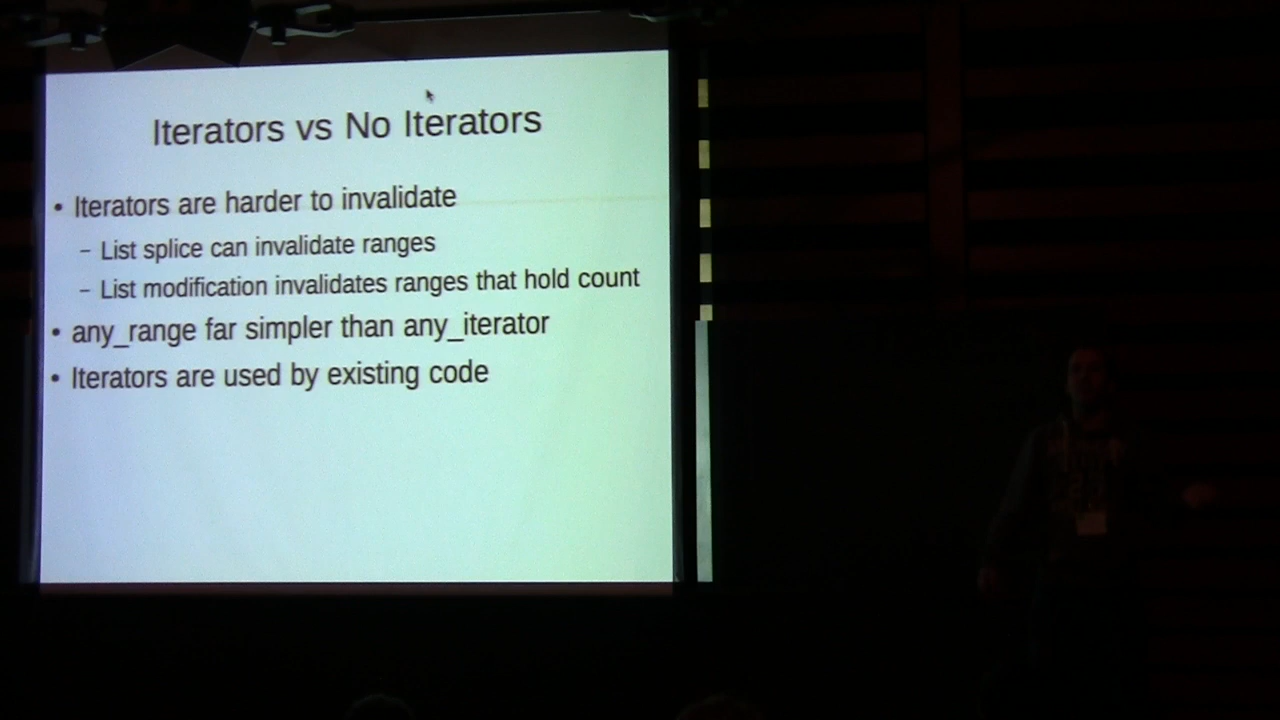 Iterators vs No Iterators
• Iterators are harder to invalidate
– List splice can invalidate ranges
– List modification invalidates ranges that hold count
• any_range far simpler than any_iterator
• Iterators are used by existing code